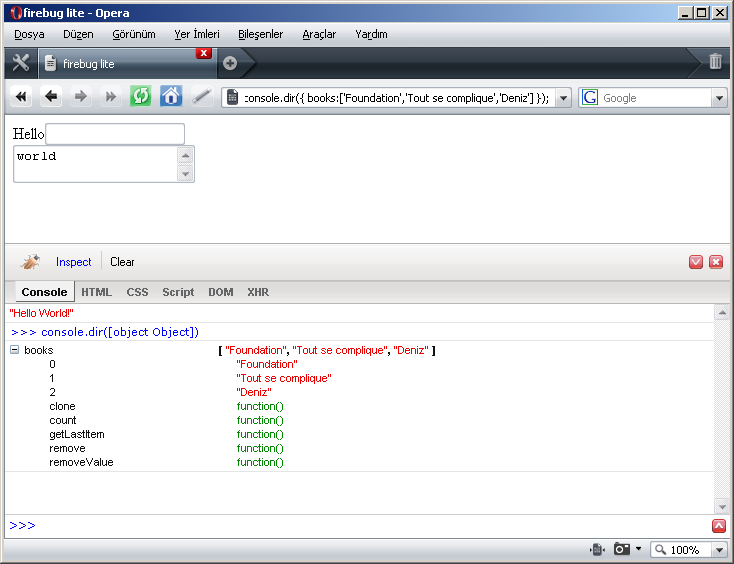 firebug lite - Opera
Dosya Düzen Görünüm Yer İmleri Bileşenler Araçlar Yardım
firebug lite
console.dir({ books:['Foundation','Tout se complique','Deniz'] }); Google
Hello
world
Inspect Clear
Console HTML CSS Script DOM XHR
"Hello World!"
>>> console.dir([object Object])
books [ "Foundation", "Tout se complique", "Deniz" ]
0 "Foundation"
1 "Tout se complique"
2 "Deniz"
clone function()
count function()
getLastItem function()
remove function()
removeValue function()
>>>
100%